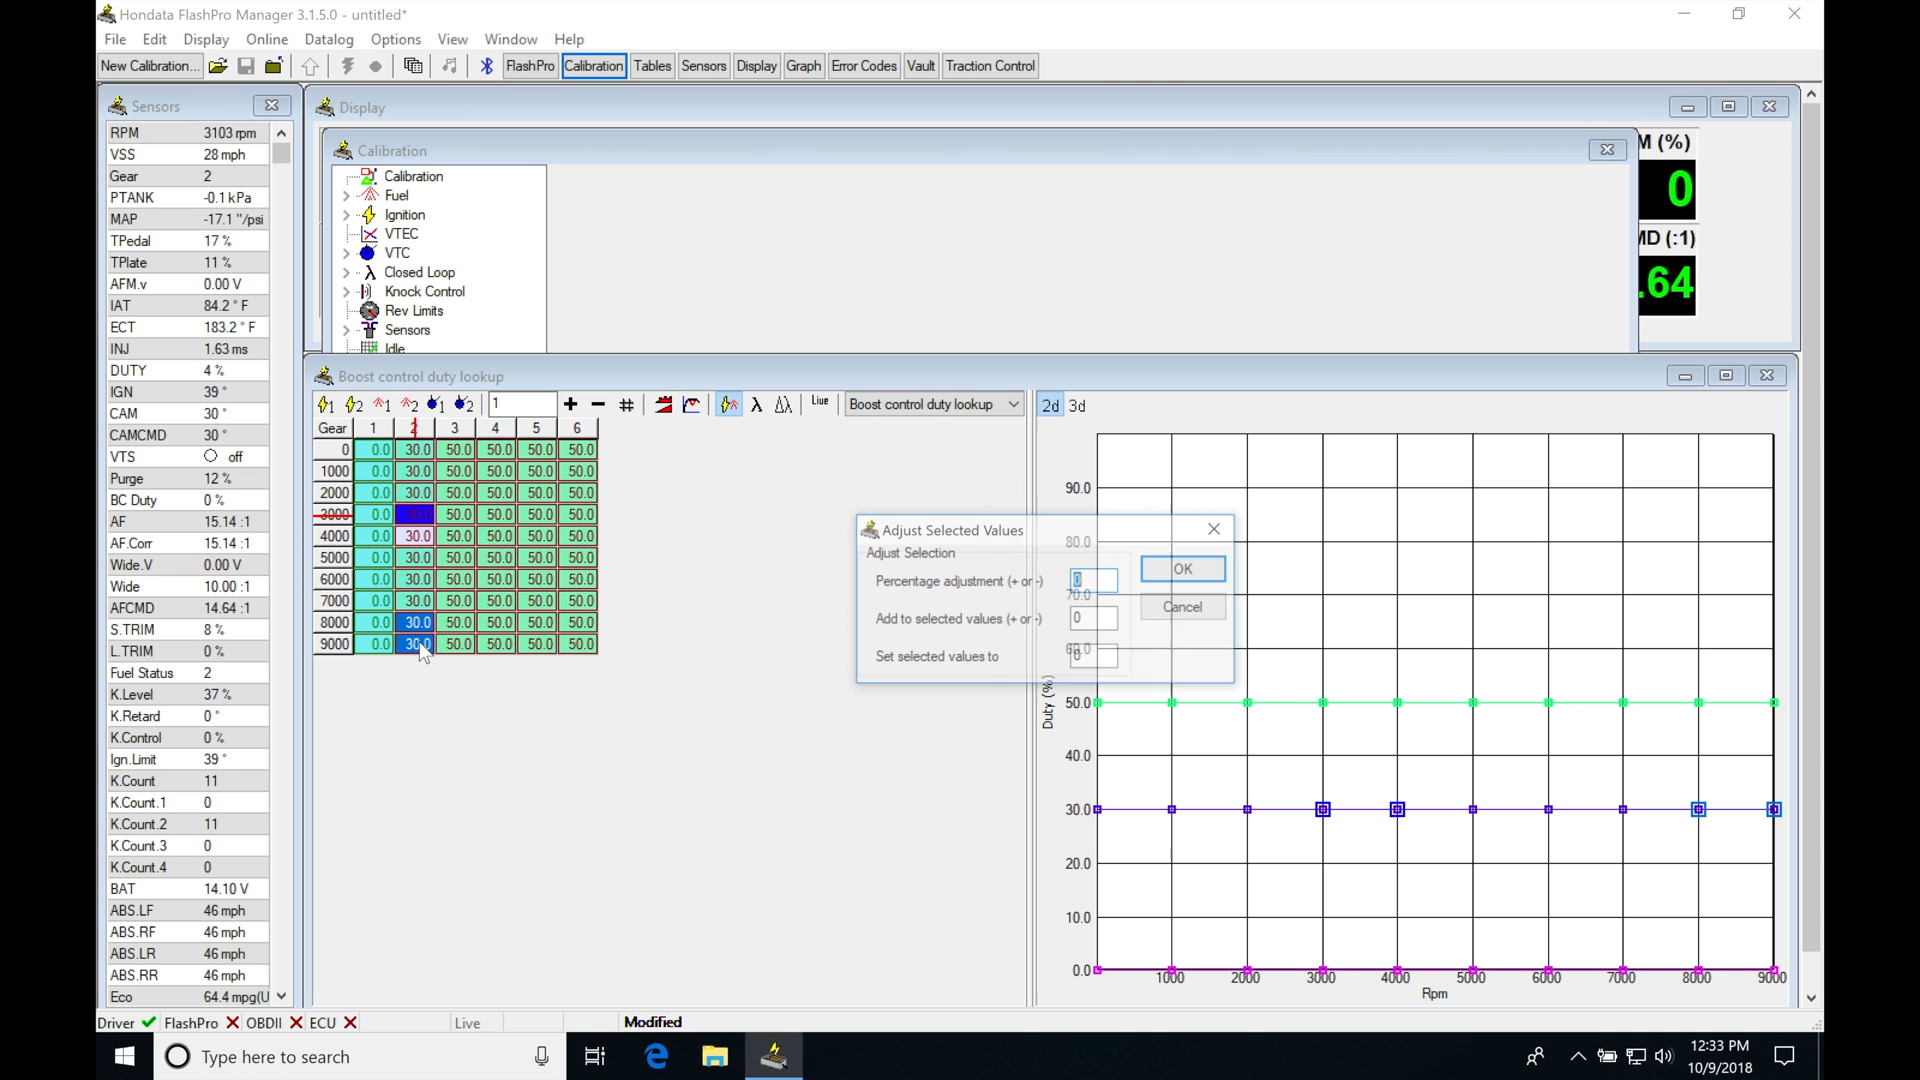 Hondata FlashPro Manager 3.1.5.0 - untitled*
File Edit Display Online Datalog Options View Window Help
New Calibration... FlashPro Calibration Tables Sensors Display Graph Error Codes Vault Traction Control
Sensors
RPM 3103 rpm
VSS 28 mph
Gear 2
PTANK -0.1 kPa
MAP -17.1 "/psi
TPedal 17 %
TPlate 11 %
AFM.v 0.00 V
IAT 84.2 ° F
ECT 183.2 ° F
INJ 1.63 ms
DUTY 4 %
IGN 39 °
CAM 30 °
CAMCMD 30 °
VTS off
Purge 12 %
BC Duty 0 %
AF 15.14 :1
AF.Corr 15.14 :1
Wide.V 0.00 V
Wide 10.00 :1
AFCMD 14.64 :1
S.TRIM 8 %
L.TRIM 0 %
Fuel Status 2
K.Level 37 %
K.Retard 0 °
K.Control 0 %
Ign.Limit 39 °
K.Count 11
K.Count.1 0
K.Count.2 11
K.Count.3 0
K.Count.4 0
BAT 14.10 V
ABS.LF 46 mph
ABS.RF 46 mph
ABS.LR 46 mph
ABS.RR 46 mph
Eco 64.4 mpg(U
Display
M (%)
0
MD (:1)
.64
Calibration
Calibration
Fuel
Ignition
VTEC
VTC
Closed Loop
Knock Control
Rev Limits
Sensors
Idle
Boost control duty lookup
1 2 1 2 1 2 1 Live Boost control duty lookup 2d 3d
Gear 1 2 3 4 5 6
0 0.0 30.0 50.0 50.0 50.0 50.0
1000 0.0 30.0 50.0 50.0 50.0 50.0
2000 0.0 30.0 50.0 50.0 50.0 50.0
3000 0.0 30.0 50.0 50.0 50.0 50.0
4000 0.0 30.0 50.0 50.0 50.0 50.0
5000 0.0 30.0 50.0 50.0 50.0 50.0
6000 0.0 30.0 50.0 50.0 50.0 50.0
7000 0.0 30.0 50.0 50.0 50.0 50.0
8000 0.0 30.0 50.0 50.0 50.0 50.0
9000 0.0 30.0 50.0 50.0 50.0 50.0
Adjust Selected Values
Adjust Selection
Percentage adjustment (+ or -) 0
Add to selected values (+ or -) 0
Set selected values to 0
OK
Cancel
90.0
80.0
70.0
60.0
50.0
40.0
30.0
20.0
10.0
0.0
Duty (%)
1000 2000 3000 4000 5000 6000 7000 8000 9000
Rpm
Driver FlashPro OBDII ECU Live Modified
Type here to search
12:33 PM
10/9/2018